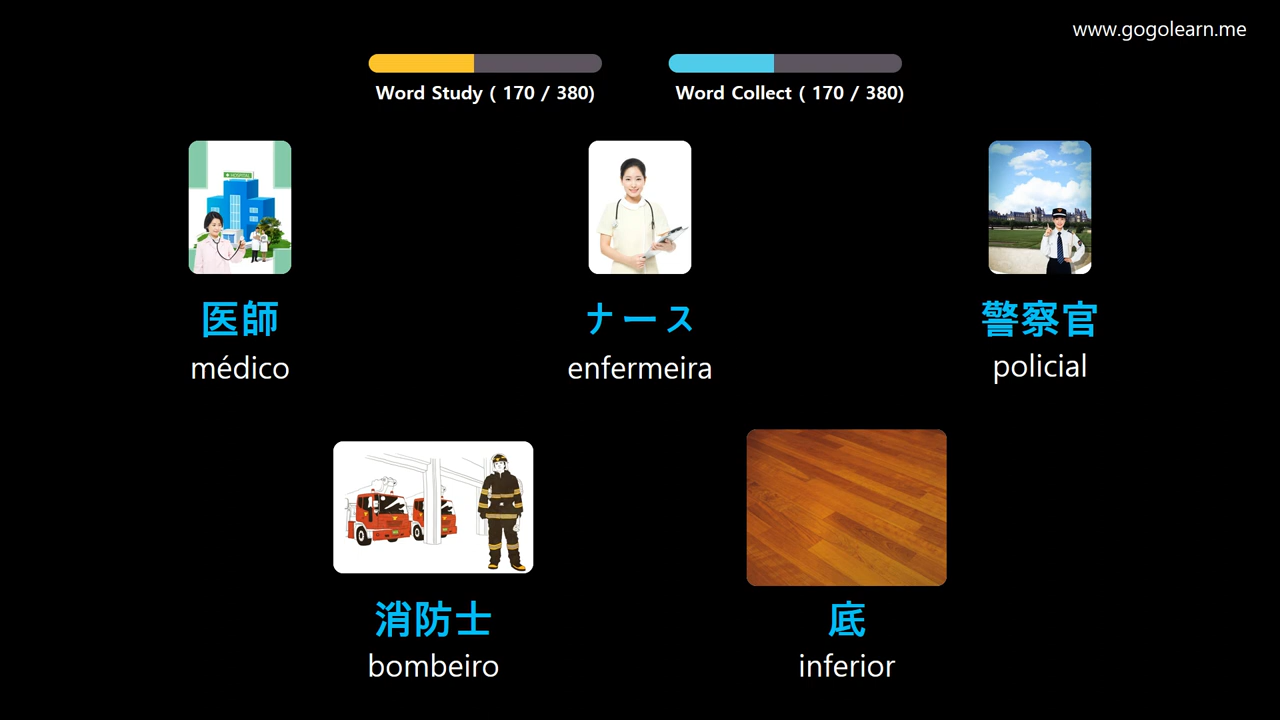 www.gogolearn.me
Word Study ( 170 / 380)
Word Collect ( 170 / 380)
HOSPITAL
医師
médico
ナース
enfermeira
警察官
policial
消防士
bombeiro
底
inferior